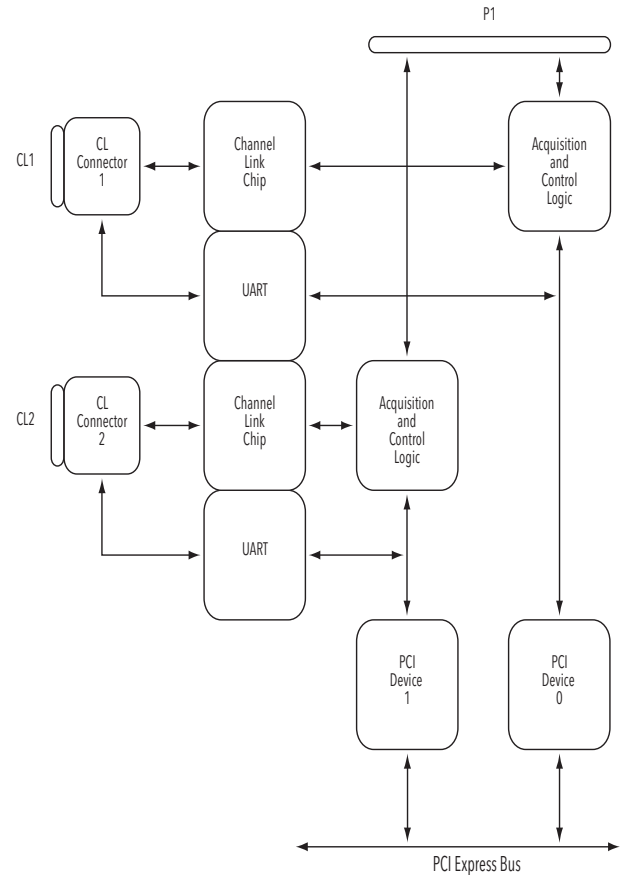 P1
CL1
CL
Connector
1
Channel
Link
Chip
Acquisition
and
Control
Logic
UART
CL2
CL
Connector
2
Channel
Link
Chip
Acquisition
and
Control
Logic
UART
PCI
Device
1
PCI
Device
0
PCI Express Bus